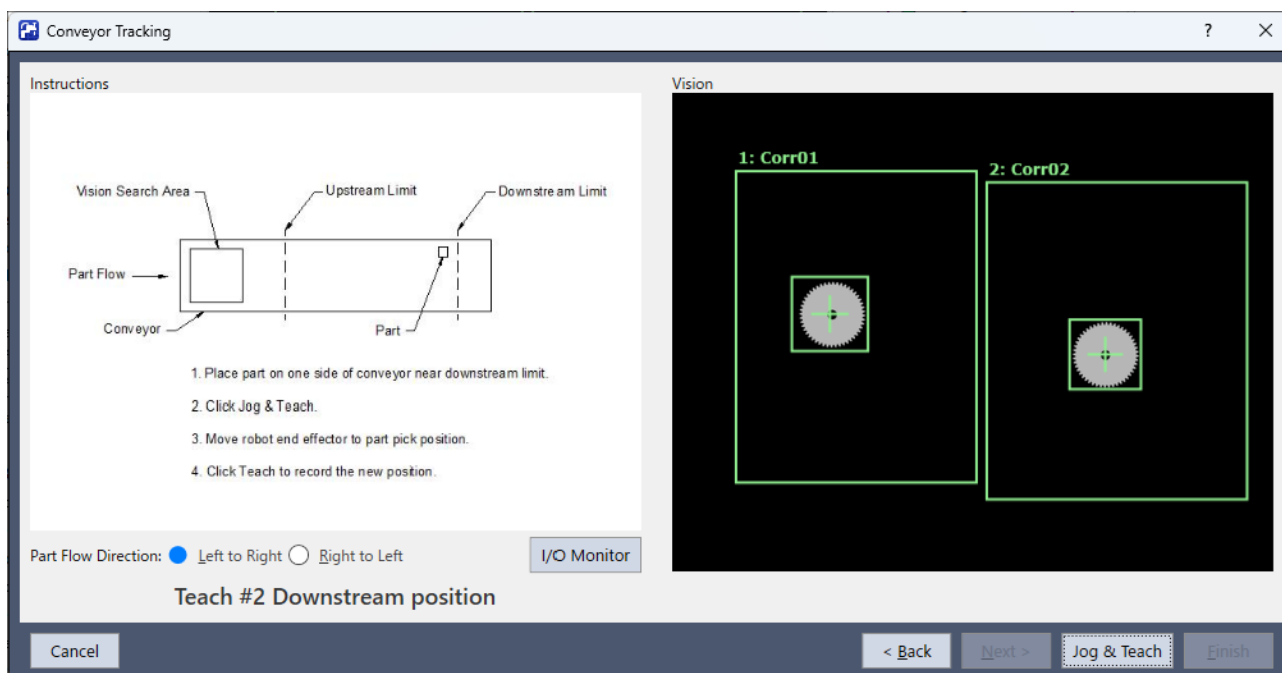 Conveyor Tracking
?
Instructions
Vision
Vision Search Area
Upstream Limit
Downstream Limit
Part Flow
Conveyor
Part
1. Place part on one side of conveyor near downstream limit.
2. Click Jog & Teach.
3. Move robot end effector to part pick position.
4. Click Teach to record the new position.
1: Corr01
2: Corr02
Part Flow Direction: Left to Right Right to Left
I/O Monitor
Teach #2 Downstream position
Cancel
< Back
Next >
Jog & Teach
Finish